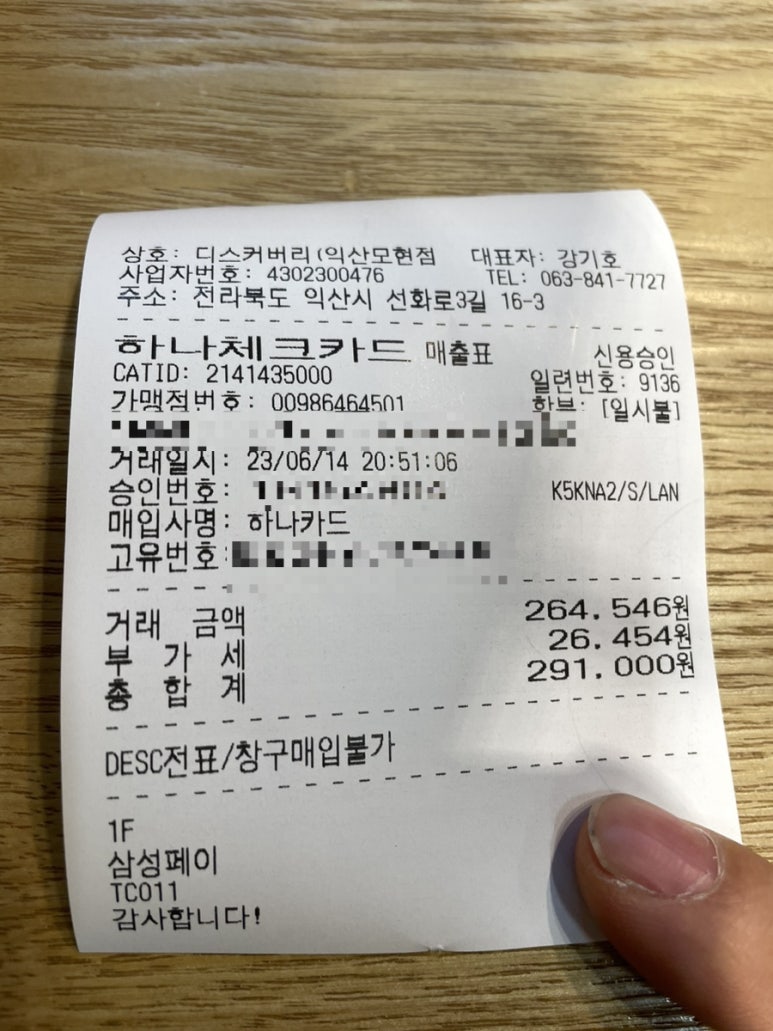 상호: 디스커버리(익산모현점 대표자: 강기호
사업자번호: 4302300476 TEL: 063-841-7727
주소: 전라북도 익산시 선화로3길 16-3
하나체크카드 매출표 신용승인
CATID: 2141435000 일련번호: 9136
가맹점번호: 00986464501 할부: [일시불]
거래일시: 23/06/14 20:51:06
승인번호: K5KNA2/S/LAN
매입사명: 하나카드
고유번호:
거래 금액 264.546원
부 가 세 26.454원
총 합 계 291.000원
DESC전표/창구매입불가
1F
삼성페이
TC011
감사합니다!